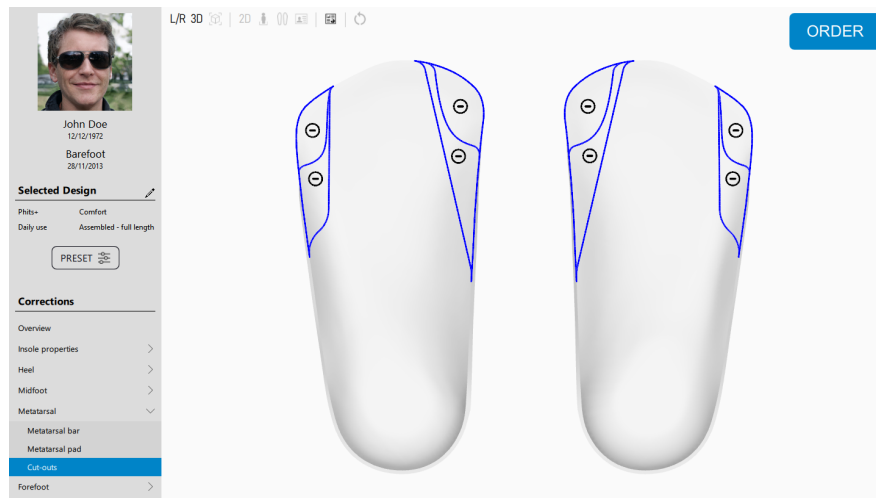 L/R 3D 2D
ORDER
John Doe
12/12/1972
Barefoot
28/11/2013
Selected Design
Phits+ Comfort
Daily use Assembled - full length
PRESET
Corrections
Overview
Insole properties
Heel
Midfoot
Metatarsal
Metatarsal bar
Metatarsal pad
Cut-outs
Forefoot